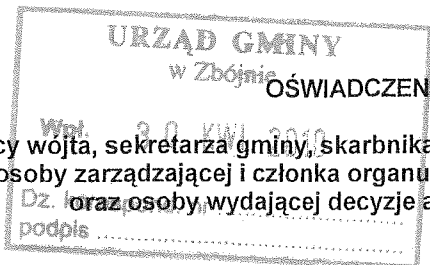 URZĄD GMINY
w Zbójnie
OŚWIADCZEN
Wpł. 30 KWI. 2010
cy wójta, sekretarza gminy, skarbnika
osoby zarządzającej i członka organu
Dz. nr
oraz osoby wydającej decyzje a
podpis